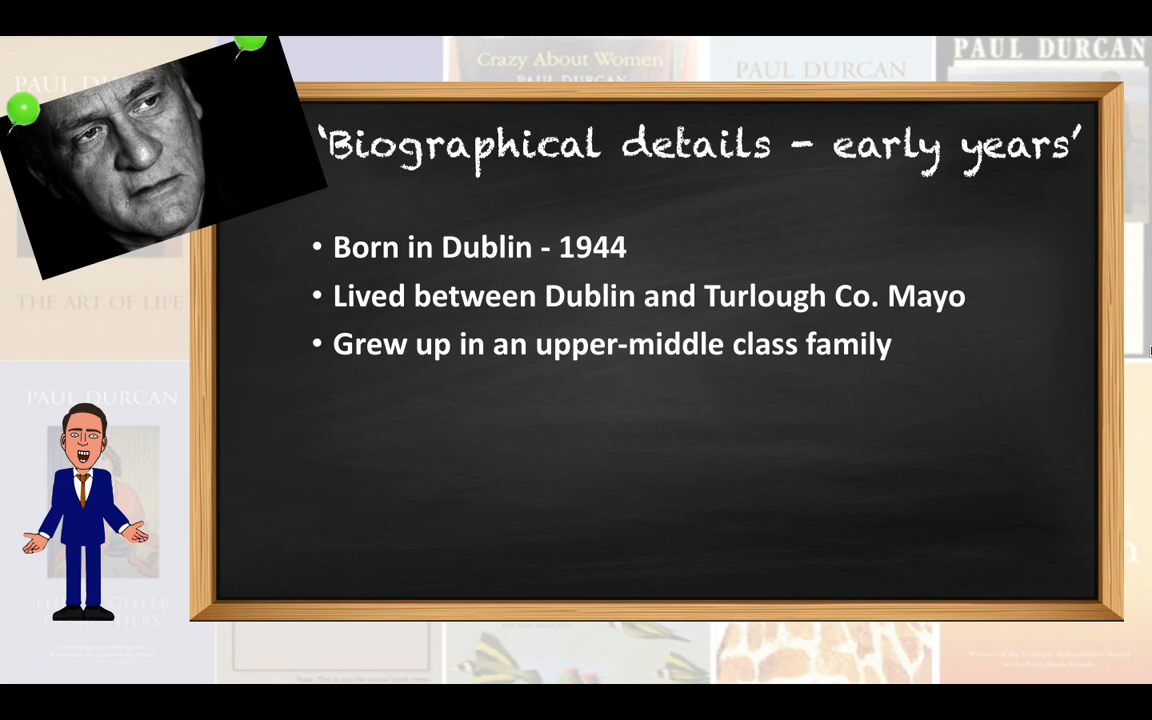 PAUL DURCAN
Crazy About Women
PAUL DURCAN
PAUL DURCAN
PAUL DURCAN
'Biographical details - early years'
• Born in Dublin - 1944
• Lived between Dublin and Turlough Co. Mayo
• Grew up in an upper-middle class family
THE ART OF LIFE
PAUL DURCAN